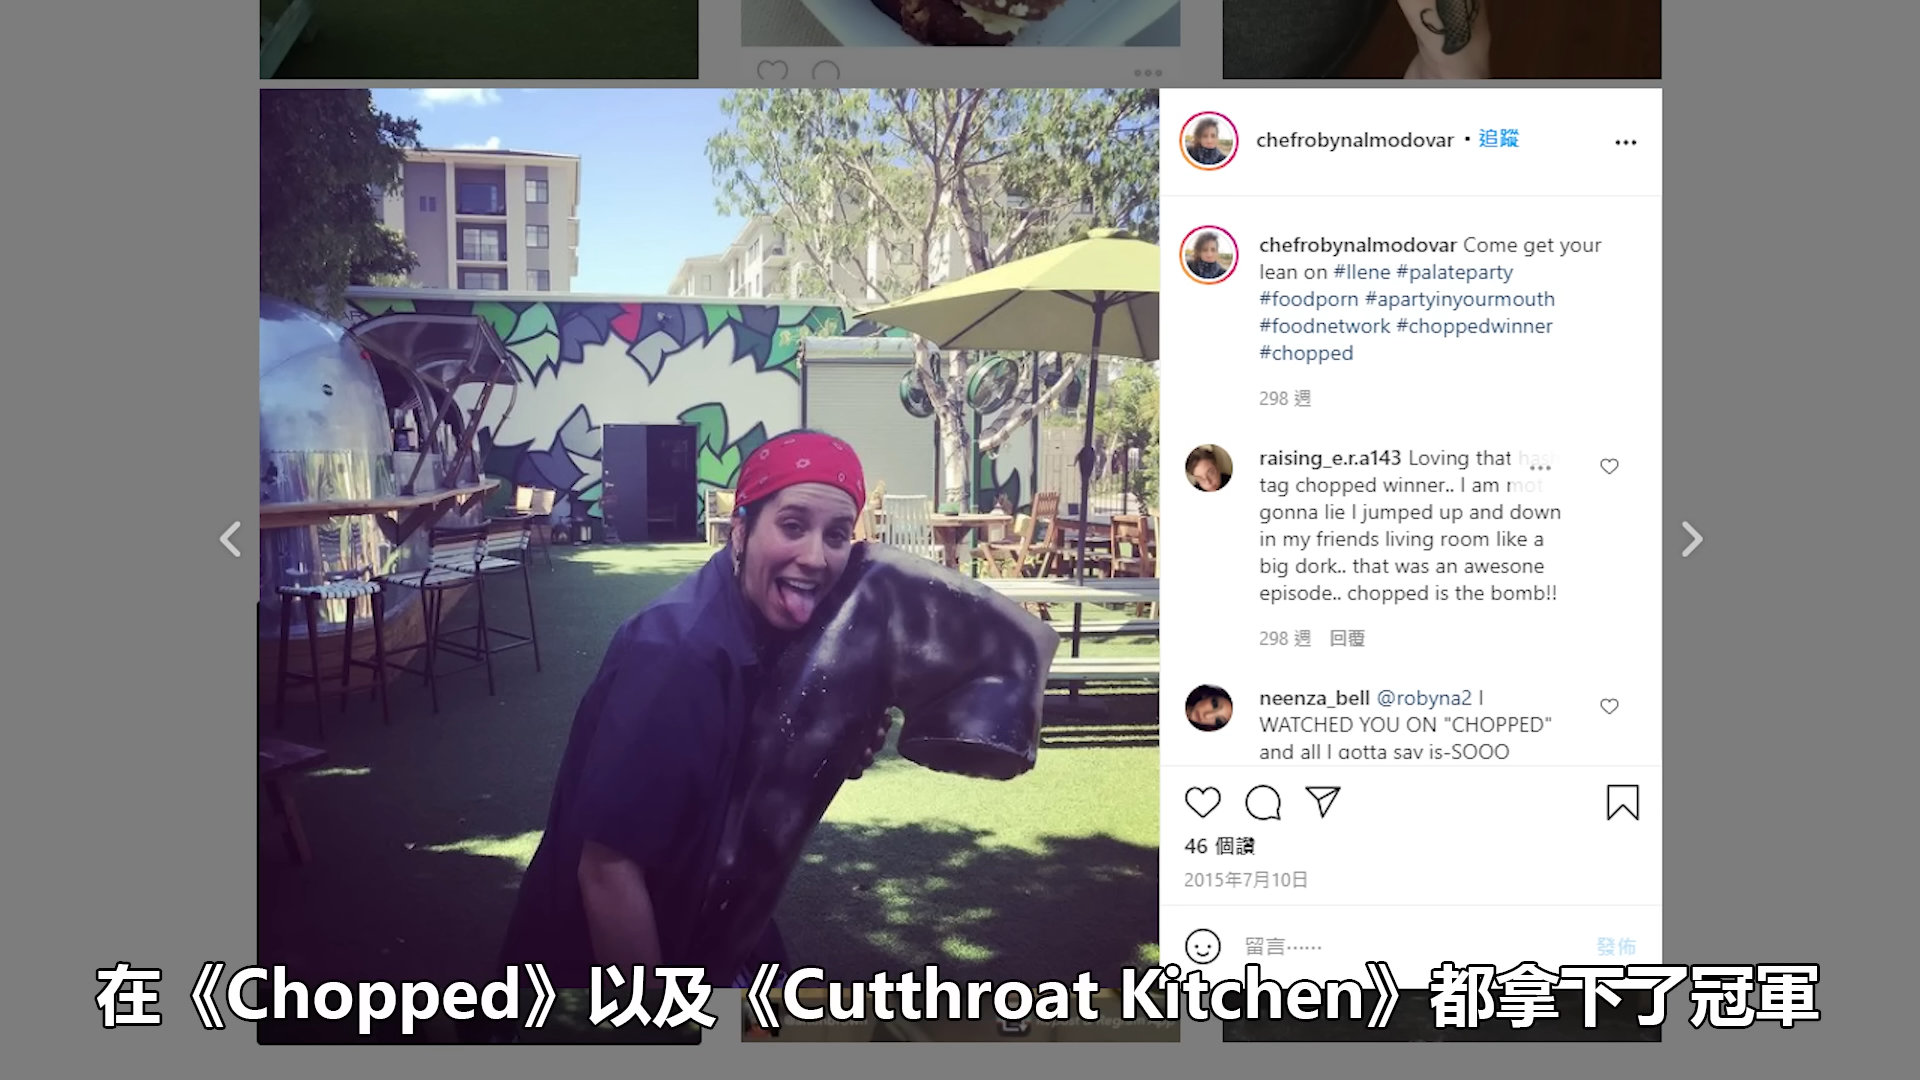 chefrobynalmodovar • 追蹤
chefrobynalmodovar Come get your
lean on #Ilene #palateparty
#foodporn #apartyinyourmouth
#foodnetwork #choppedwinner
#chopped
298 週
raising_e.r.a143 Loving that hash
tag chopped winner.. I am mot
gonna lie I jumped up and down
in my friends living room like a
big dork.. that was an awesone
episode.. chopped is the bomb!!
298 週 回覆
neenza_bell @robyna2 I
WATCHED YOU ON "CHOPPED"
and all I gotta say is-SOOO
46 個讚
2015年7月10日
留言……
發佈
在《Chopped》以及《Cutthroat Kitchen》都拿下了冠軍